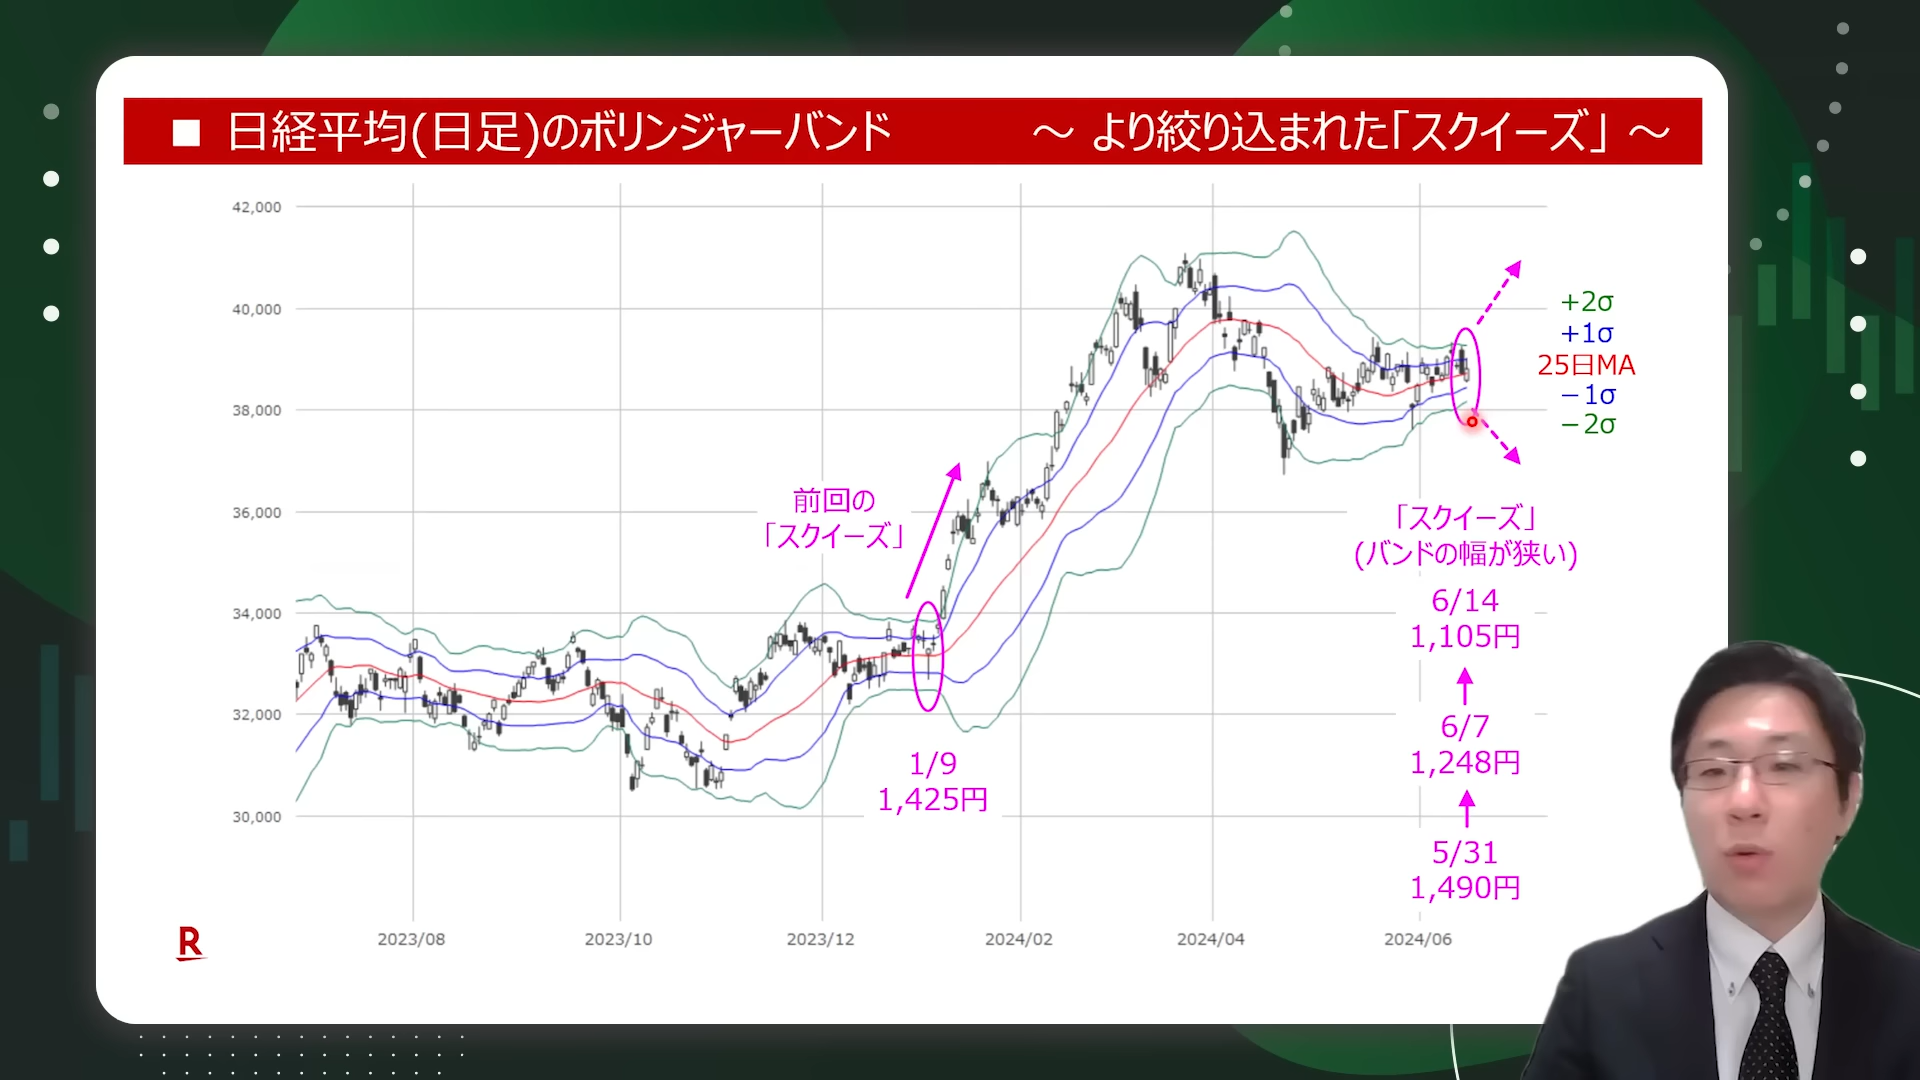 ■ 日経平均(日足)のボリンジャーバンド ～ より絞り込まれた「スクイーズ」 ～
42,000
40,000
38,000
36,000
34,000
32,000
30,000
+2σ
+1σ
25日MA
－1σ
－2σ
前回の
「スクイーズ」
1/9
1,425円
「スクイーズ」
(バンドの幅が狭い)
6/14
1,105円
6/7
1,248円
5/31
1,490円
2023/08
2023/10
2023/12
2024/02
2024/04
2024/06
R